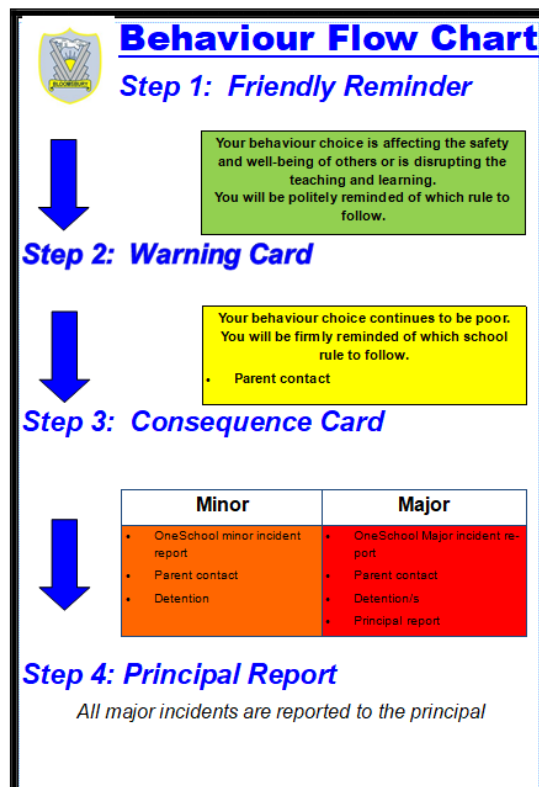 Behaviour Flow Chart
BLOOMSBURY
Step 1: Friendly Reminder
Your behaviour choice is affecting the safety
and well-being of others or is disrupting the
teaching and learning.
You will be politely reminded of which rule to
follow.
Step 2: Warning Card
Your behaviour choice continues to be poor.
You will be firmly reminded of which school
rule to follow.
• Parent contact
Step 3: Consequence Card
Minor
• OneSchool minor incident
report
• Parent contact
• Detention
Major
• OneSchool Major incident re-
port
• Parent contact
• Detention/s
• Principal report
Step 4: Principal Report
All major incidents are reported to the principal